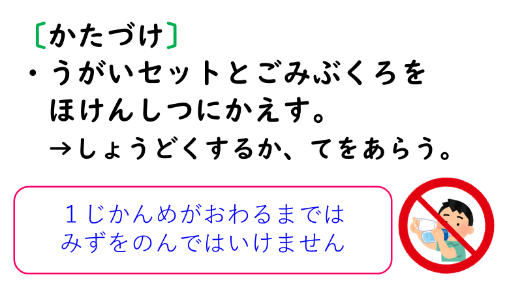 〔かたづけ〕
・うがいセットとごみぶくろを
ほけんしつにかえす。
→しょうどくするか、てをあらう。
１じかんめがおわるまでは
みずをのんではいけません